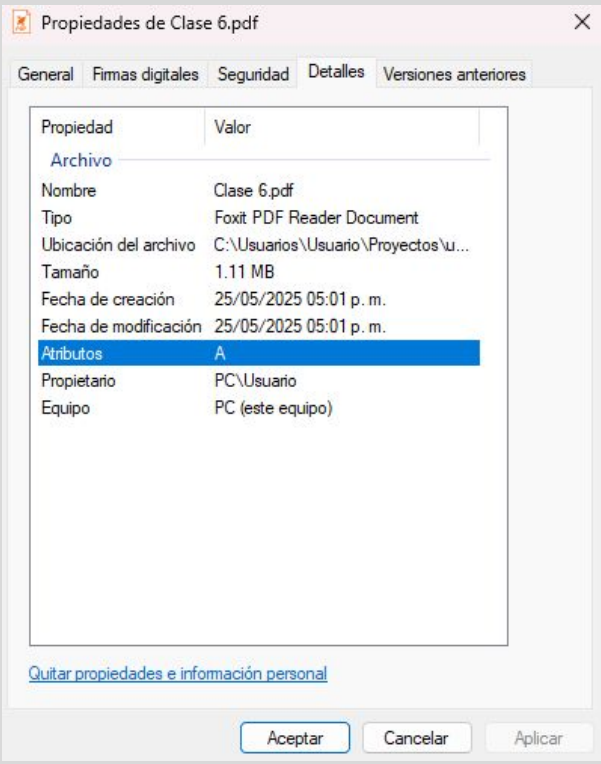 Propiedades de Clase 6.pdf
General Firmas digitales Seguridad Detalles Versiones anteriores
Propiedad Valor
Archivo
Nombre Clase 6.pdf
Tipo Foxit PDF Reader Document
Ubicación del archivo C:\Usuarios\Usuario\Proyectos\u...
Tamaño 1.11 MB
Fecha de creación 25/05/2025 05:01 p. m.
Fecha de modificación 25/05/2025 05:01 p. m.
Atributos A
Propietario PC\Usuario
Equipo PC (este equipo)
Quitar propiedades e información personal
Aceptar Cancelar Aplicar